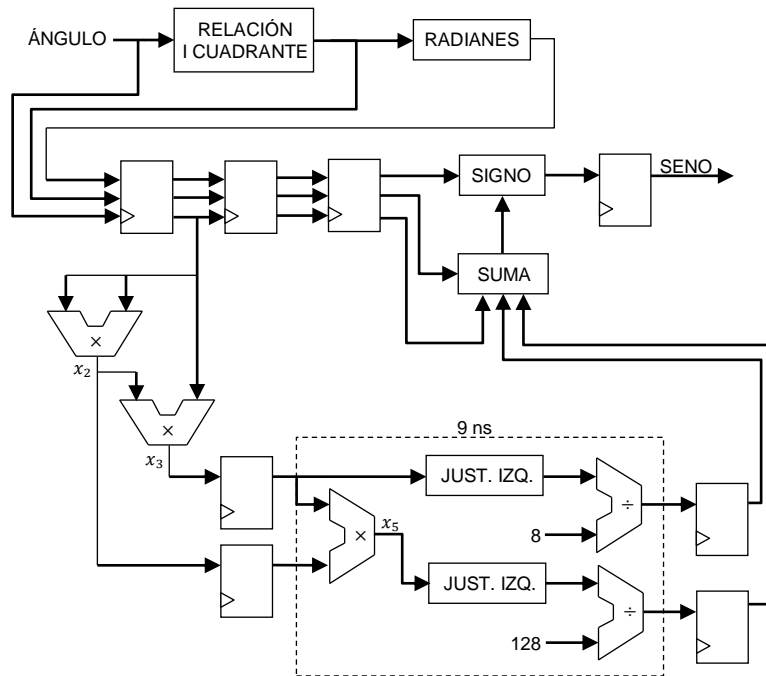 ÁNGULO
RELACIÓN
I CUADRANTE
RADIANES
SIGNO
SENO
SUMA
×
x₂
×
x₃
9 ns
JUST. IZQ.
÷
8
×
x₅
JUST. IZQ.
÷
128